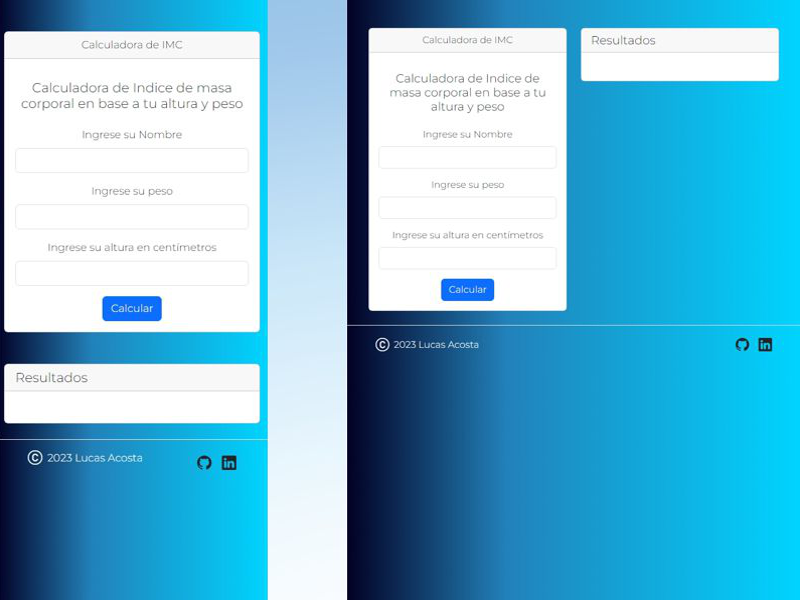 Calculadora de IMC
Calculadora de Indice de masa
corporal en base a tu altura y peso
Ingrese su Nombre
Ingrese su peso
Ingrese su altura en centímetros
Calcular
Resultados
© 2023 Lucas Acosta
in
Calculadora de IMC
Calculadora de Indice de
masa corporal en base a tu
altura y peso
Ingrese su Nombre
Ingrese su peso
Ingrese su altura en centímetros
Calcular
Resultados
© 2023 Lucas Acosta
in